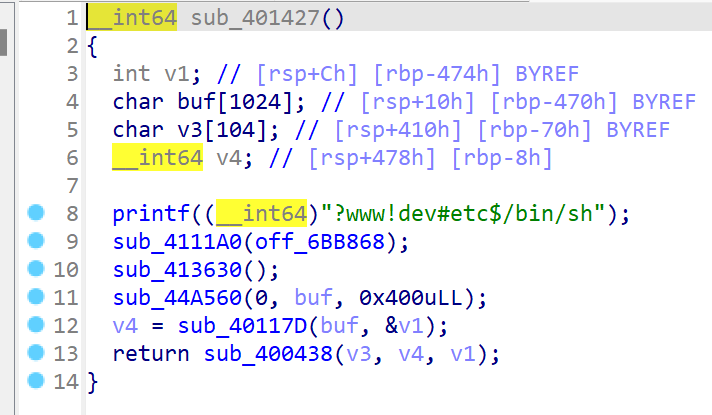 1 __int64 sub_401427()
2 {
3 int v1; // [rsp+Ch] [rbp-474h] BYREF
4 char buf[1024]; // [rsp+10h] [rbp-470h] BYREF
5 char v3[104]; // [rsp+410h] [rbp-70h] BYREF
6 __int64 v4; // [rsp+478h] [rbp-8h]
7
8 printf((__int64)"?www!dev#etc$/bin/sh");
9 sub_4111A0(off_6BB868);
10 sub_413630();
11 sub_44A560(0, buf, 0x400uLL);
12 v4 = sub_40117D(buf, &v1);
13 return sub_400438(v3, v4, v1);
14 }